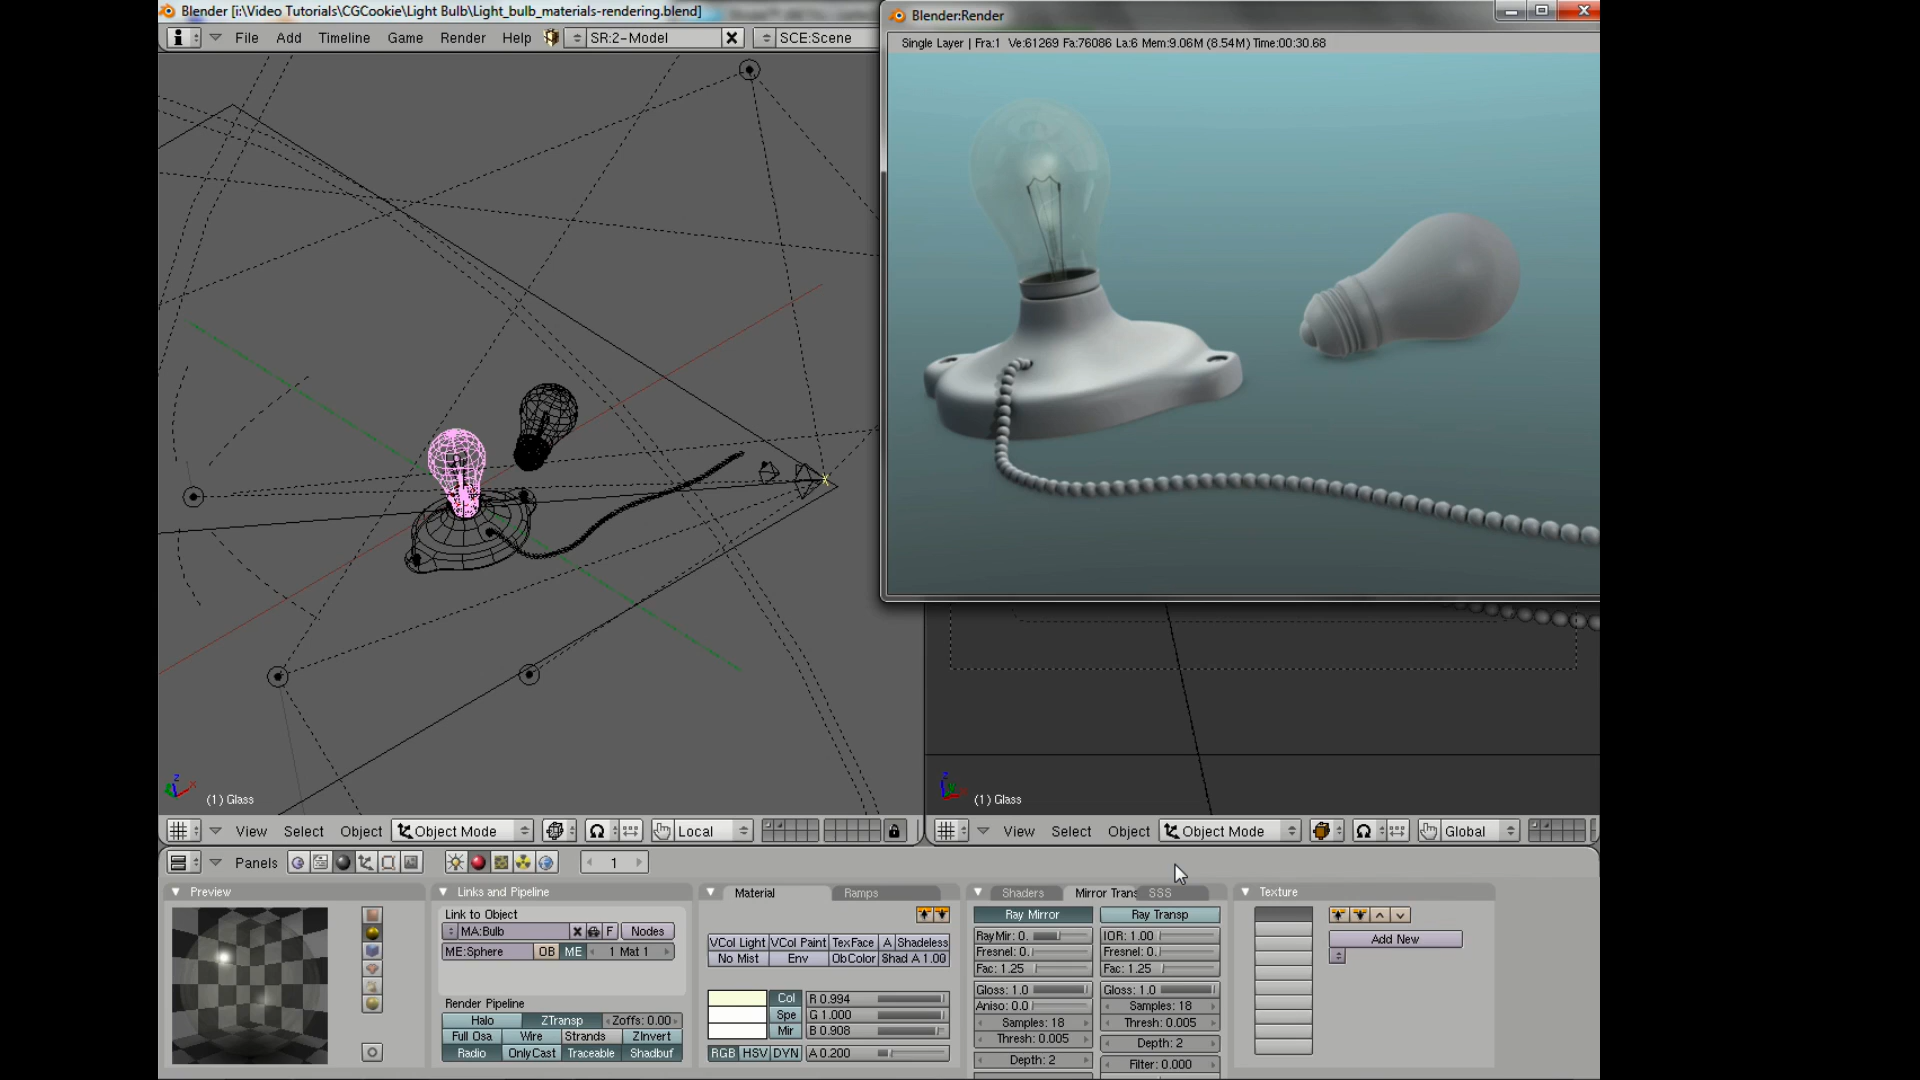 Blender [i:\Video Tutorials\CGCookie\Light Bulb\Light_bulb_materials-rendering.blend]
File Add Timeline Game Render Help SR:2-Model SCE:Scene
Blender:Render
Single Layer | Fra:1 Ve:61269 Fa:76086 La:6 Mem:9.06M (8.54M) Time:00:30.68
(1) Glass
(1) Glass
View Select Object Object Mode Local
View Select Object Object Mode Global
Panels 1
Preview
Links and Pipeline
Link to Object
MA:Bulb F Nodes
ME:Sphere OB ME 1 Mat 1
Render Pipeline
Halo ZTransp Zoffs: 0.00
Full Osa Wire Strands ZInvert
Radio OnlyCast Traceable Shadbuf
Material Ramps
VCol Light VCol Paint TexFace A Shadeless
No Mist Env ObColor Shad A 1.00
Col R 0.994
Spe G 1.000
Mir B 0.908
RGB HSV DYN A 0.200
Shaders Mirror Trans SSS
Ray Mirror Ray Transp
RayMir: 0. IOR: 1.00
Fresnel: 0. Fresnel: 0.
Fac: 1.25 Fac: 1.25
Gloss: 1.0 Gloss: 1.0
Aniso: 0.0 Samples: 18
Samples: 18 Thresh: 0.005
Thresh: 0.005 Depth: 2
Depth: 2 Filter: 0.000
Texture
Add New